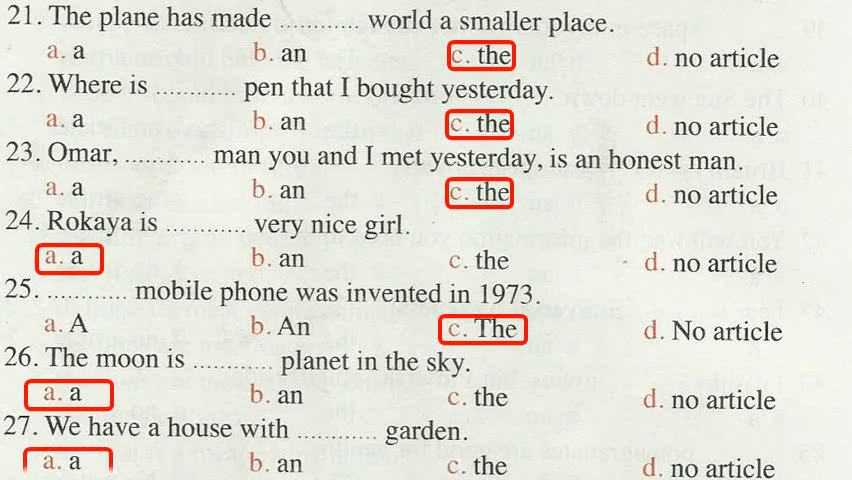 21. The plane has made ............ world a smaller place.
a. a b. an c. the d. no article
22. Where is ............ pen that I bought yesterday.
a. a b. an c. the d. no article
23. Omar, ............ man you and I met yesterday, is an honest man.
a. a b. an c. the d. no article
24. Rokaya is ............ very nice girl.
a. a b. an c. the d. no article
25. ............ mobile phone was invented in 1973.
a. A b. An c. The d. No article
26. The moon is ............ planet in the sky.
a. a b. an c. the d. no article
27. We have a house with ............ garden.
a. a b. an c. the d. no article